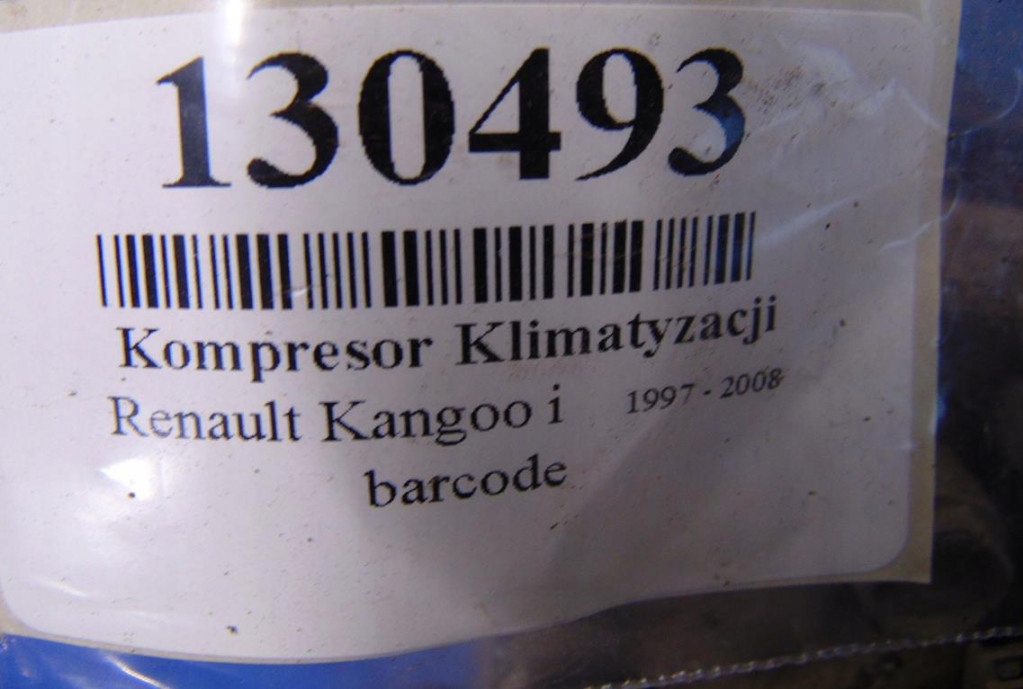 130493
Kompresor Klimatyzacji
Renault Kangoo i 1997 - 2008
barcode